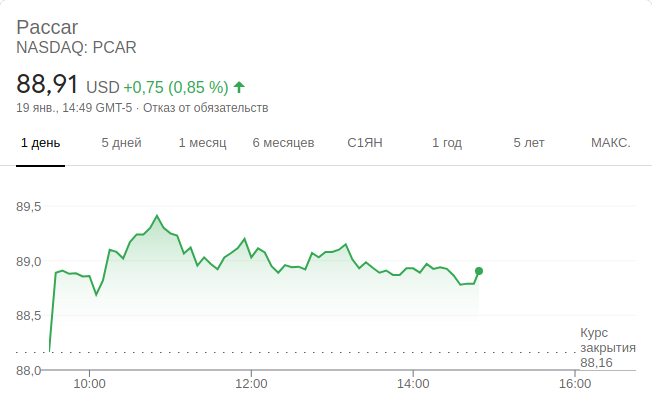 Paccar
NASDAQ: PCAR
88,91 USD +0,75 (0,85 %)
19 янв., 14:49 GMT-5 · Отказ от обязательств
1 день 5 дней 1 месяц 6 месяцев С1ЯН 1 год 5 лет МАКС.
89,5
89,0
88,5
Курс
закрытия
88,16
88,0
10:00 12:00 14:00 16:00